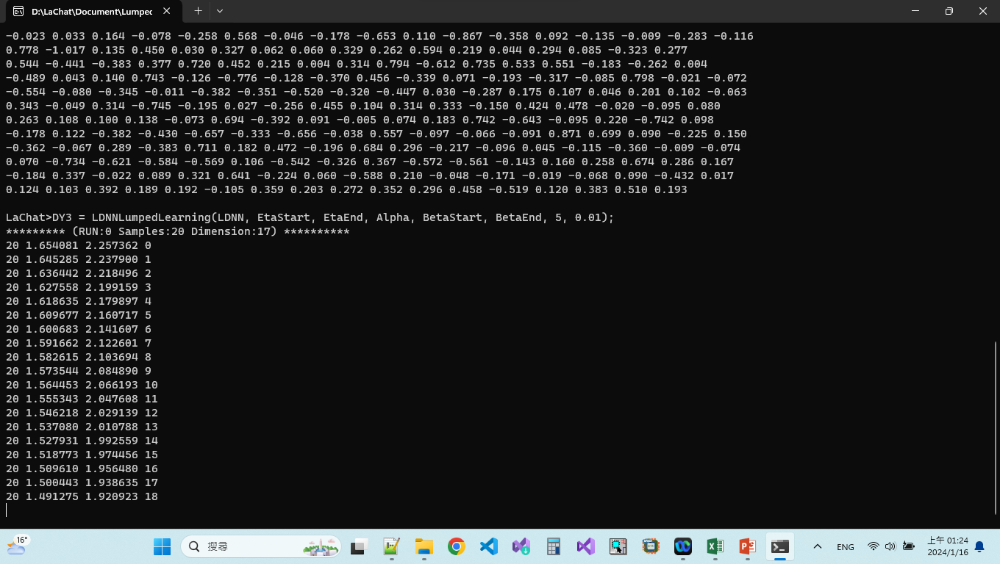 D:\LaChat\Document\Lumped
-0.023 0.033 0.164 -0.078 -0.258 0.568 -0.046 -0.178 -0.653 0.110 -0.867 -0.358 0.092 -0.135 -0.009 -0.283 -0.116
0.778 -1.017 0.135 0.450 0.030 0.327 0.062 0.060 0.329 0.262 0.594 0.219 0.044 0.294 0.085 -0.323 0.277
0.544 -0.441 -0.383 0.377 0.720 0.452 0.215 0.004 0.314 0.794 -0.612 0.735 0.533 0.551 -0.183 -0.262 0.004
-0.489 0.043 0.140 0.743 -0.126 -0.776 -0.128 -0.370 0.456 -0.339 0.071 -0.193 -0.317 -0.085 0.798 -0.021 -0.072
-0.554 -0.080 -0.345 -0.011 -0.382 -0.351 -0.520 -0.320 -0.447 0.030 -0.287 0.175 0.107 0.046 0.201 0.102 -0.063
0.343 -0.049 0.314 -0.745 -0.195 0.027 -0.256 0.455 0.104 0.314 0.333 -0.150 0.424 0.478 -0.020 -0.095 0.080
0.263 0.108 0.100 0.138 -0.073 0.694 -0.392 0.091 -0.005 0.074 0.183 0.742 -0.643 -0.095 0.220 -0.742 0.098
-0.178 0.122 -0.382 -0.430 -0.657 -0.333 -0.656 -0.038 0.557 -0.097 -0.066 -0.091 0.871 0.699 0.090 -0.225 0.150
-0.362 -0.067 0.289 -0.383 0.711 0.182 0.472 -0.196 0.684 0.296 -0.217 -0.096 0.045 -0.115 -0.360 -0.009 -0.074
0.070 -0.734 -0.621 -0.584 -0.569 0.106 -0.542 -0.326 0.367 -0.572 -0.561 -0.143 0.160 0.258 0.674 0.286 0.167
-0.184 0.337 -0.022 0.089 0.321 0.641 -0.224 0.060 -0.588 0.210 -0.048 -0.171 -0.019 -0.068 0.090 -0.432 0.017
0.124 0.103 0.392 0.189 0.192 -0.105 0.359 0.203 0.272 0.352 0.296 0.458 -0.519 0.120 0.383 0.510 0.193
LaChat>DY3 = LDNNLumpedLearning(LDNN, EtaStart, EtaEnd, Alpha, BetaStart, BetaEnd, 5, 0.01);
********* (RUN:0 Samples:20 Dimension:17) **********
20 1.654081 2.257362 0
20 1.645285 2.237900 1
20 1.636442 2.218496 2
20 1.627558 2.199159 3
20 1.618635 2.179897 4
20 1.609677 2.160717 5
20 1.600683 2.141607 6
20 1.591662 2.122601 7
20 1.582615 2.103694 8
20 1.573544 2.084890 9
20 1.564453 2.066193 10
20 1.555343 2.047608 11
20 1.546218 2.029139 12
20 1.537080 2.010788 13
20 1.527931 1.992559 14
20 1.518773 1.974456 15
20 1.509610 1.956480 16
20 1.500443 1.938635 17
20 1.491275 1.920923 18
16°
搜尋
ENG
上午 01:24
2024/1/16